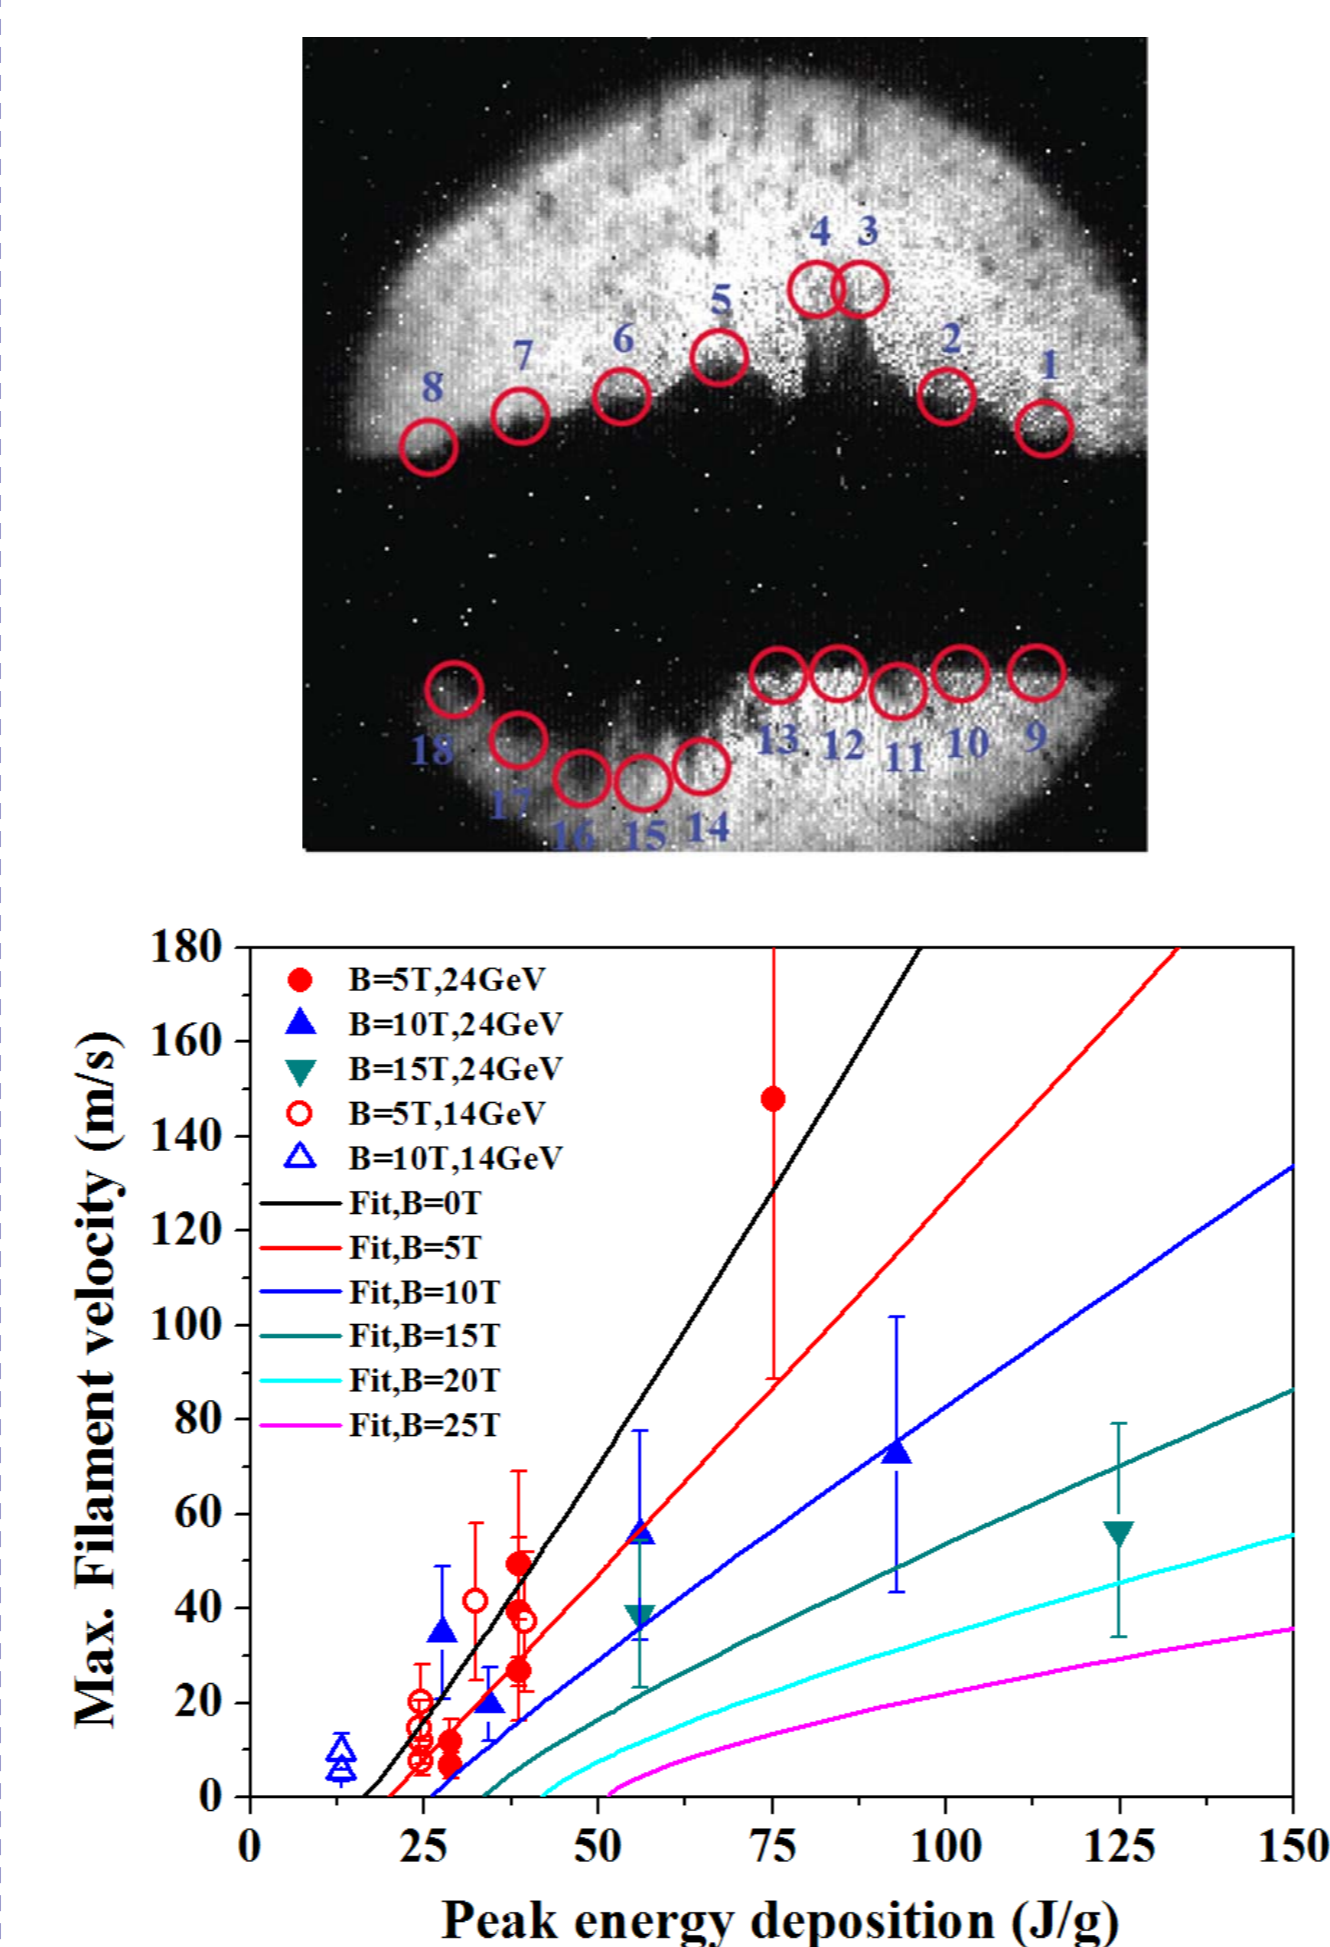 4 3
5
6
2
7
1
8
18
13 12 11 10 9
17
16 15 14
180
160
140
120
100
80
60
40
20
0
Max. Filament velocity (m/s)
B=5T,24GeV
B=10T,24GeV
B=15T,24GeV
B=5T,14GeV
B=10T,14GeV
Fit,B=0T
Fit,B=5T
Fit,B=10T
Fit,B=15T
Fit,B=20T
Fit,B=25T
0 25 50 75 100 125 150
Peak energy deposition (J/g)